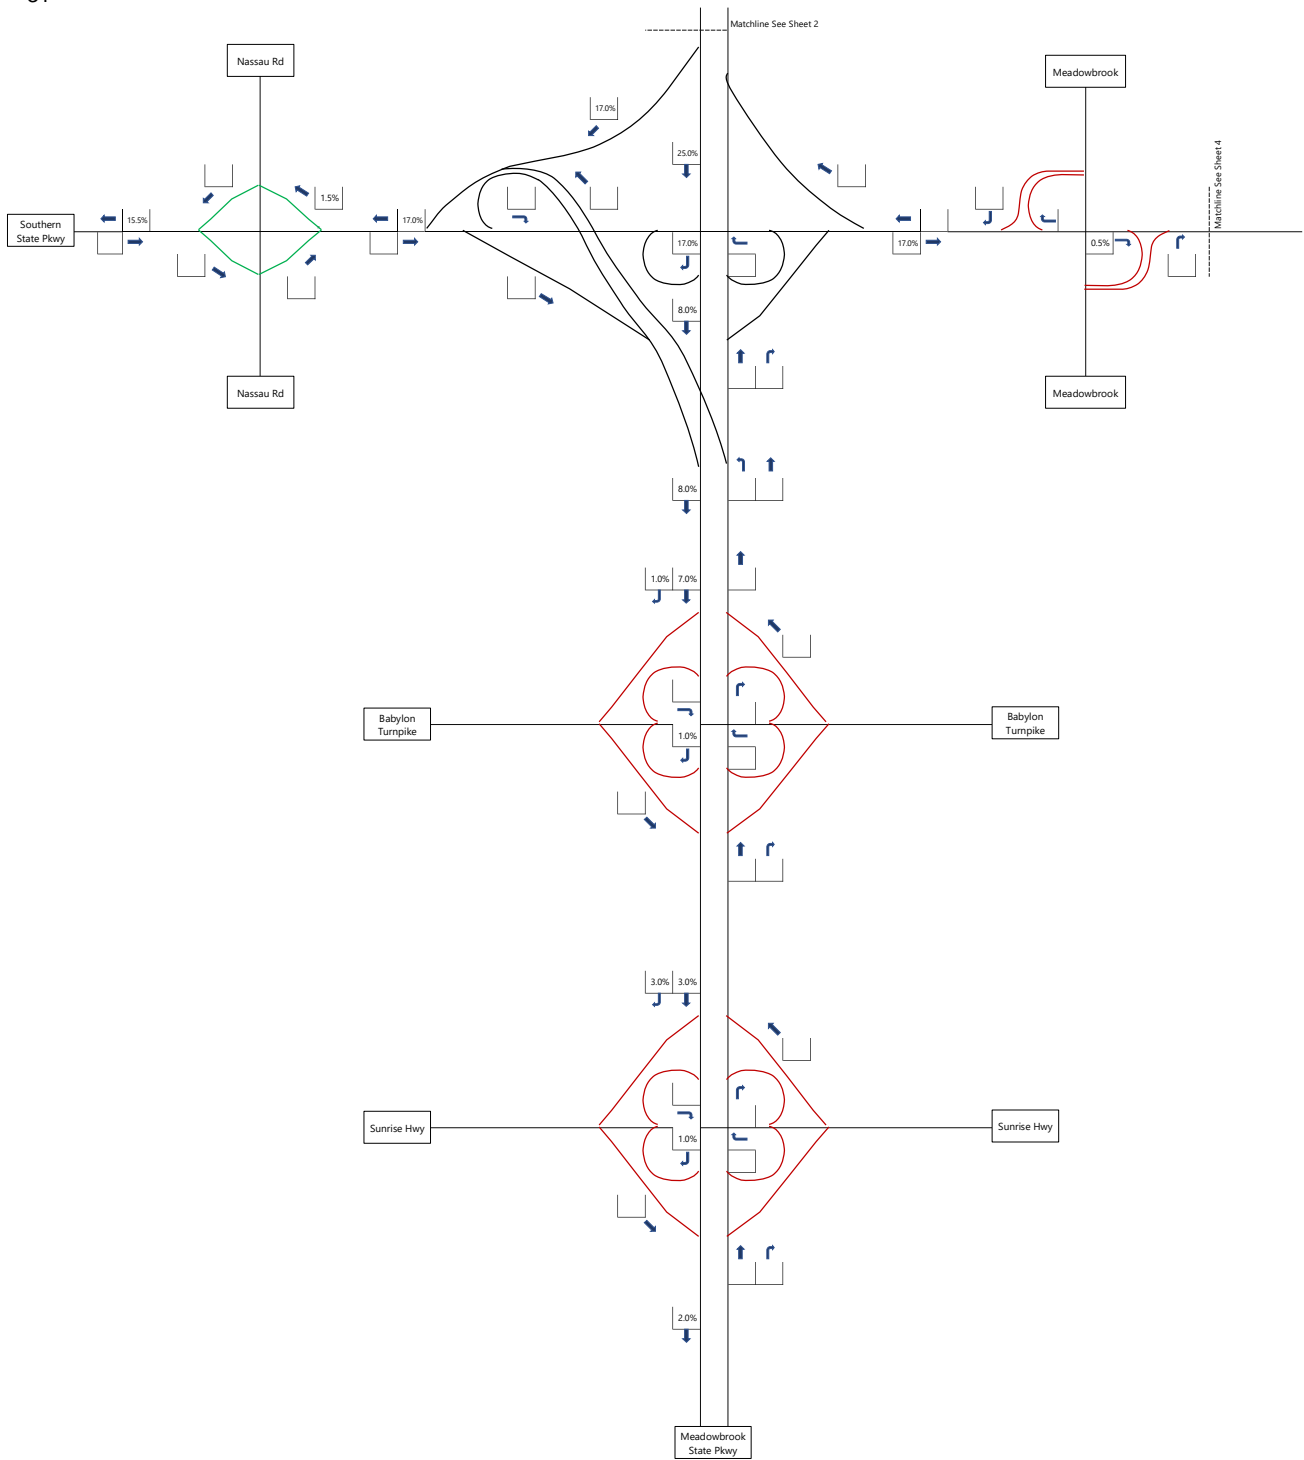 Matchline See Sheet 2
Nassau Rd
Meadowbrook
17.0%
Matchline See Sheet 4
25.0%
1.5%
Southern
State Pkwy
15.5%
17.0%
17.0%
17.0%
0.5%
8.0%
Nassau Rd
Meadowbrook
8.0%
1.0%
7.0%
Babylon
Turnpike
1.0%
Babylon
Turnpike
3.0%
3.0%
Sunrise Hwy
1.0%
Sunrise Hwy
2.0%
Meadowbrook
State Pkwy